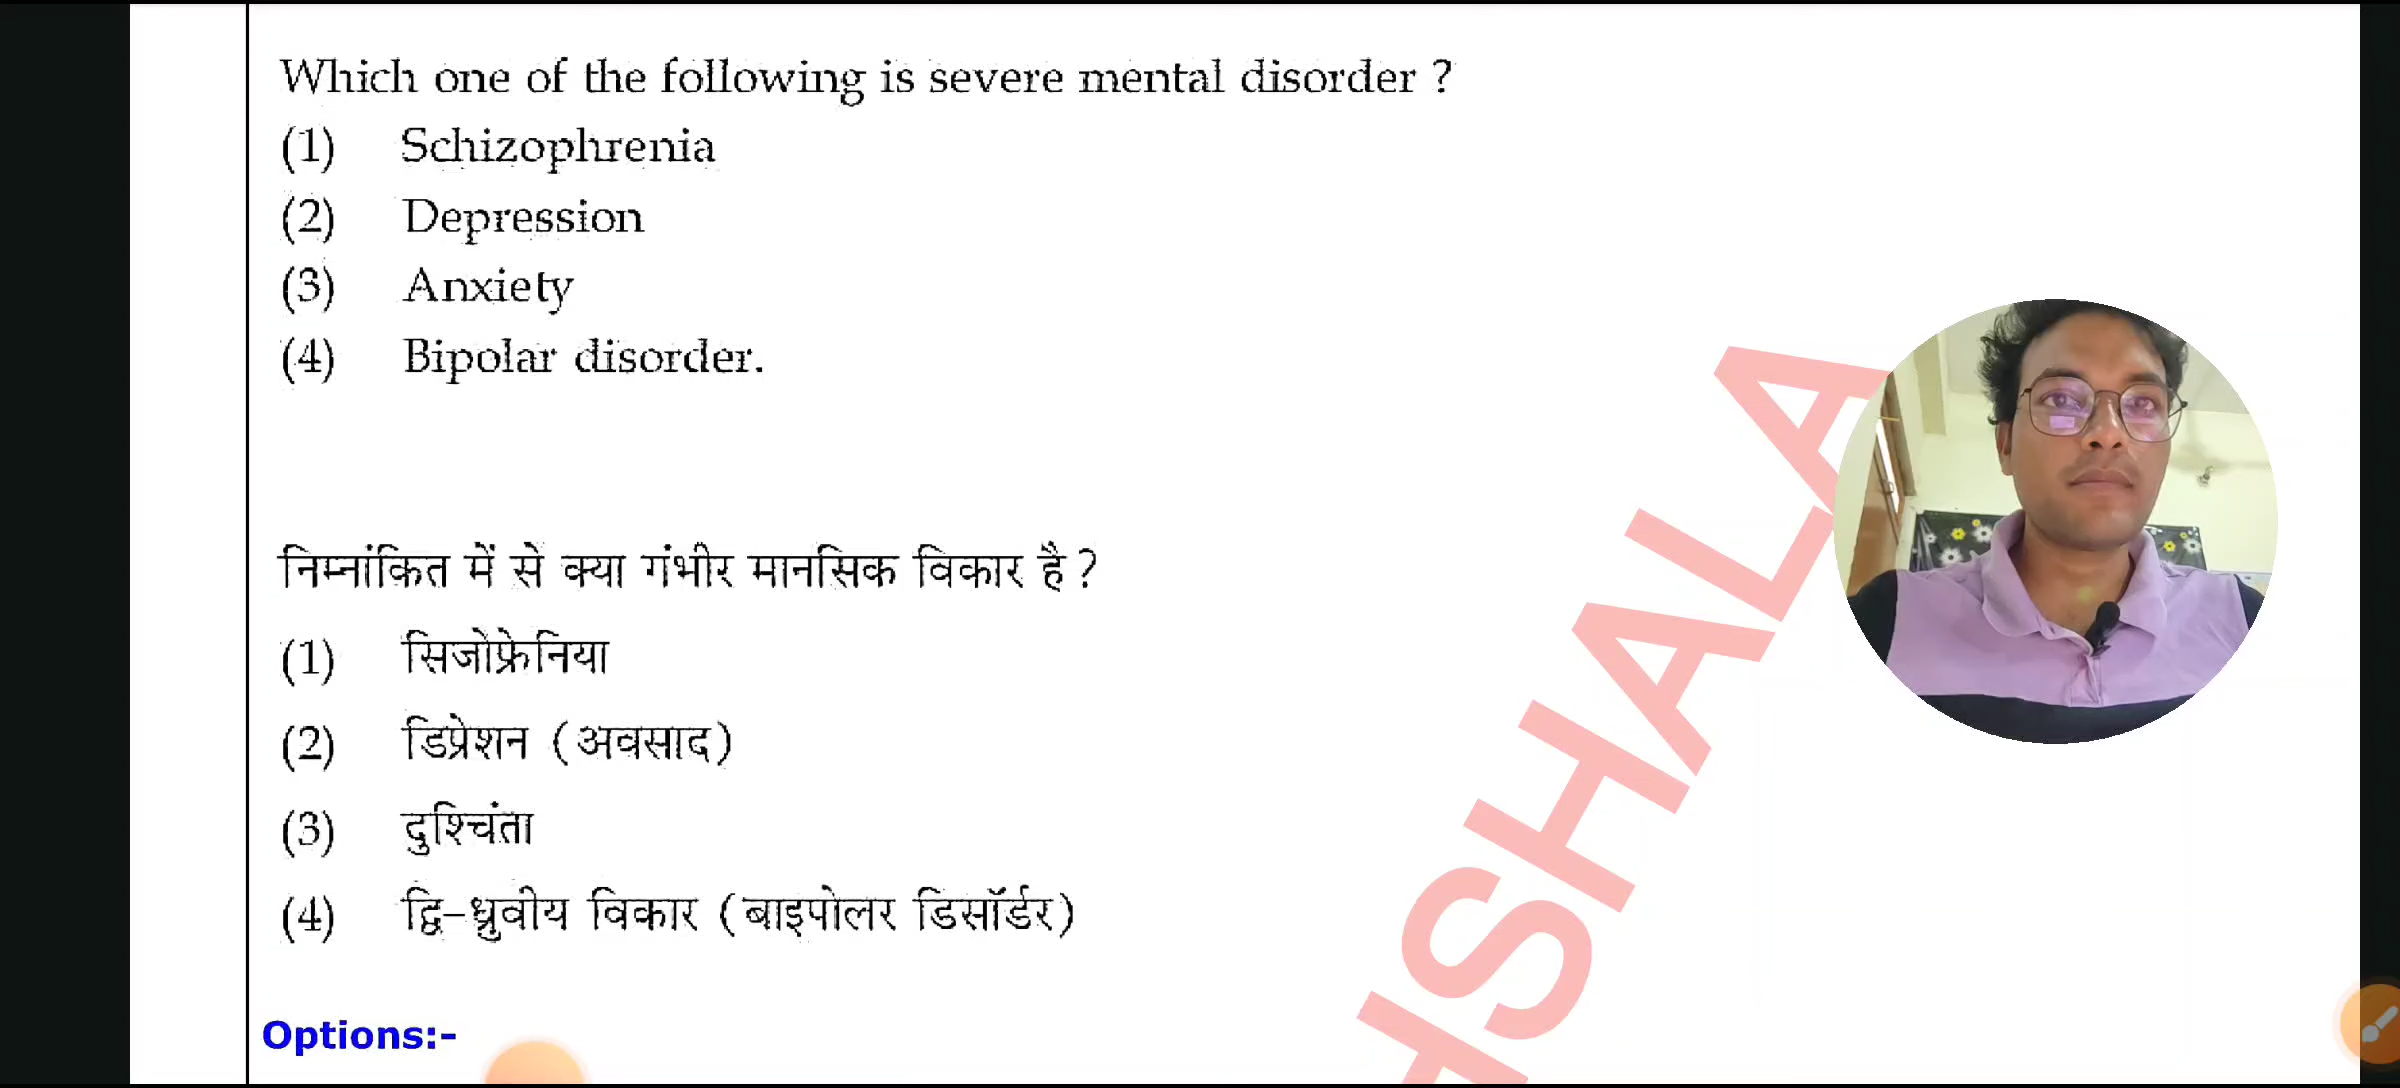 Which one of the following is severe mental disorder ?
(1) Schizophrenia
(2) Depression
(3) Anxiety
(4) Bipolar disorder.
निम्नांकित में से क्या गंभीर मानसिक विकार है ?
(1) सिजोफ्रेनिया
(2) डिप्रेशन (अवसाद)
(3) दुश्चिंता
(4) द्वि-ध्रुवीय विकार (बाइपोलर डिसॉर्डर)
Options:-
SHALA